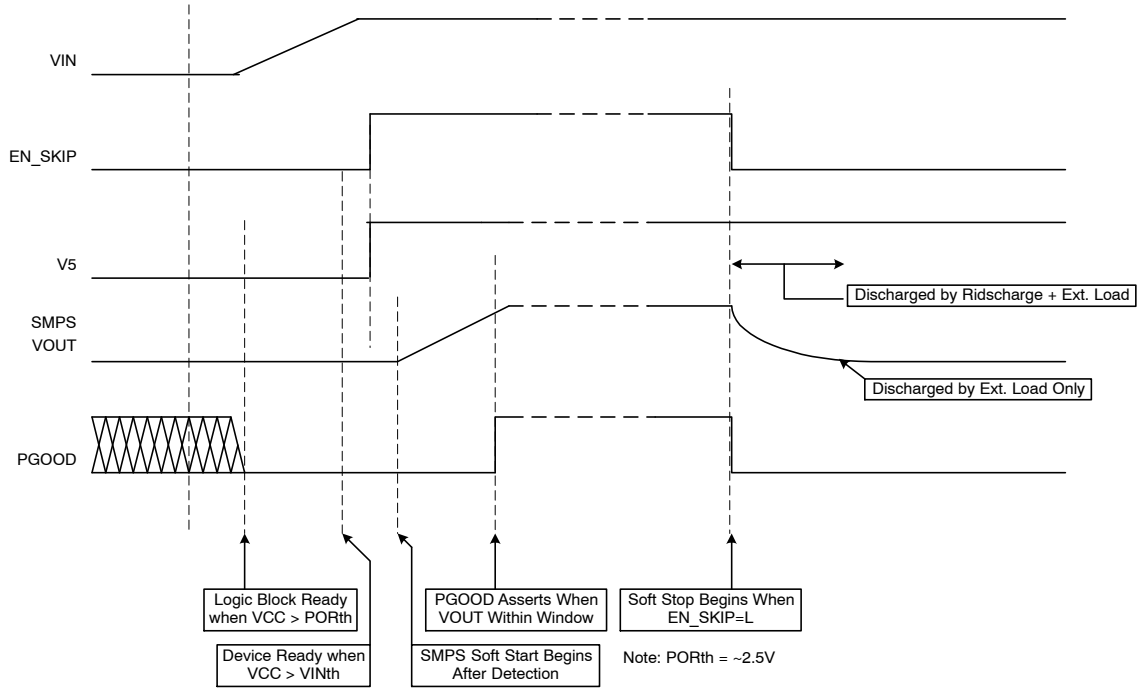 VIN
EN_SKIP
V5
Discharged by Ridscharge + Ext. Load
SMPS
VOUT
Discharged by Ext. Load Only
PGOOD
Logic Block Ready
when VCC > PORth
PGOOD Asserts When
VOUT Within Window
Soft Stop Begins When
EN_SKIP=L
Device Ready when
VCC > VINth
SMPS Soft Start Begins
After Detection
Note: PORth = ~2.5V